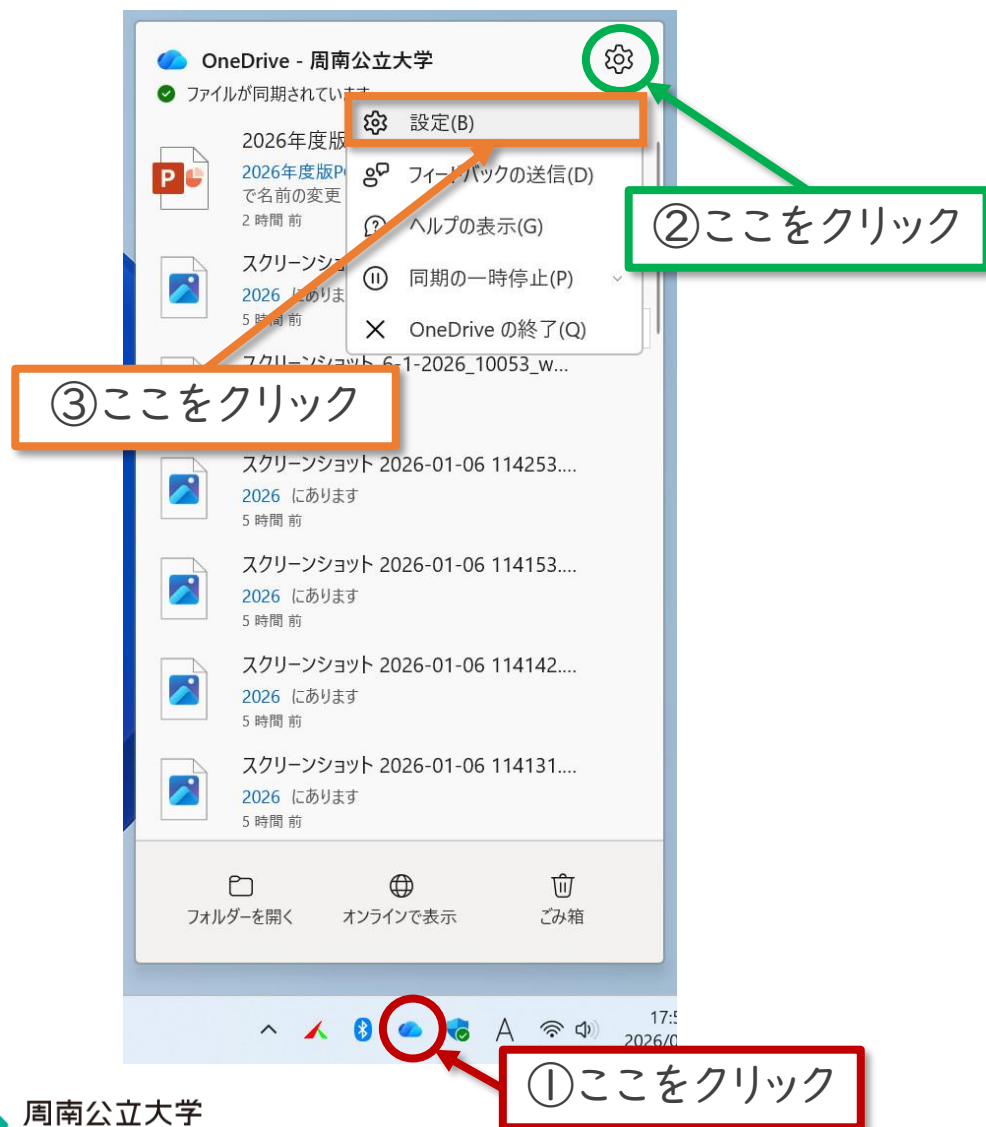 OneDrive - 周南公立大学
ファイルが同期されています
設定(B)
2026年度版
2026年度版P
フィードバックの送信(D)
で名前の変更
2 時間 前
ヘルプの表示(G)
②ここをクリック
スクリーンショ
2026 にありま
同期の一時停止(P)
5 時間 前
OneDrive の終了(Q)
スクリーンショット 6-1-2026_10053_w...
③ここをクリック
スクリーンショット 2026-01-06 114253....
2026 にあります
5 時間 前
スクリーンショット 2026-01-06 114153....
2026 にあります
5 時間 前
スクリーンショット 2026-01-06 114142....
2026 にあります
5 時間 前
スクリーンショット 2026-01-06 114131....
2026 にあります
5 時間 前
フォルダーを開く オンラインで表示 ごみ箱
A 17:5
2026/0
①ここをクリック
周南公立大学